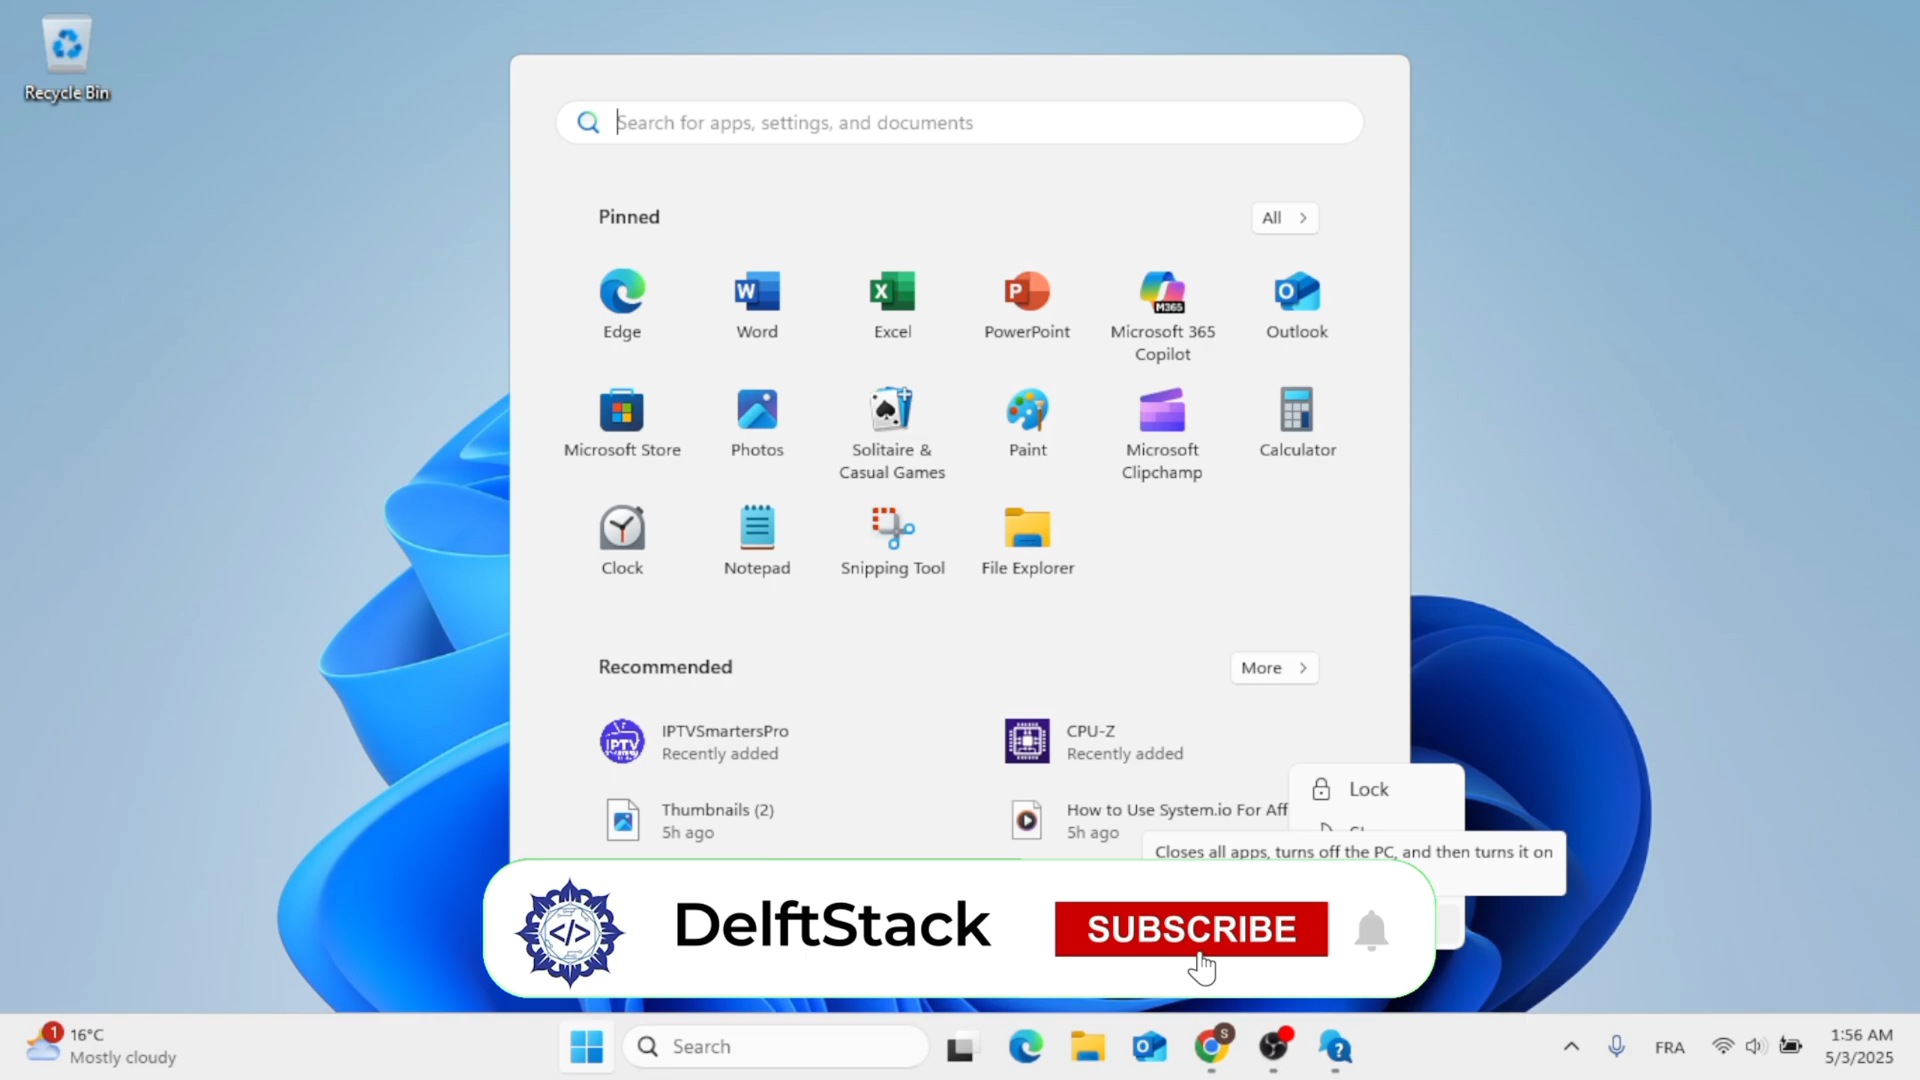 Recycle Bin
Search for apps, settings, and documents
Pinned
All
Edge
Word
Excel
PowerPoint
M365
Microsoft 365
Copilot
Outlook
Microsoft Store
Photos
Solitaire &
Casual Games
Paint
Microsoft
Clipchamp
Calculator
Clock
Notepad
Snipping Tool
File Explorer
Recommended
More
IPTV
IPTVSmartersPro
Recently added
CPU-Z
Recently added
Thumbnails (2)
5h ago
How to Use System.io For Aff
5h ago
Lock
Closes all apps, turns off the PC, and then turns it on
DelftStack
SUBSCRIBE
1
16°C
Mostly cloudy
Search
S
FRA
1:56 AM
5/3/2025